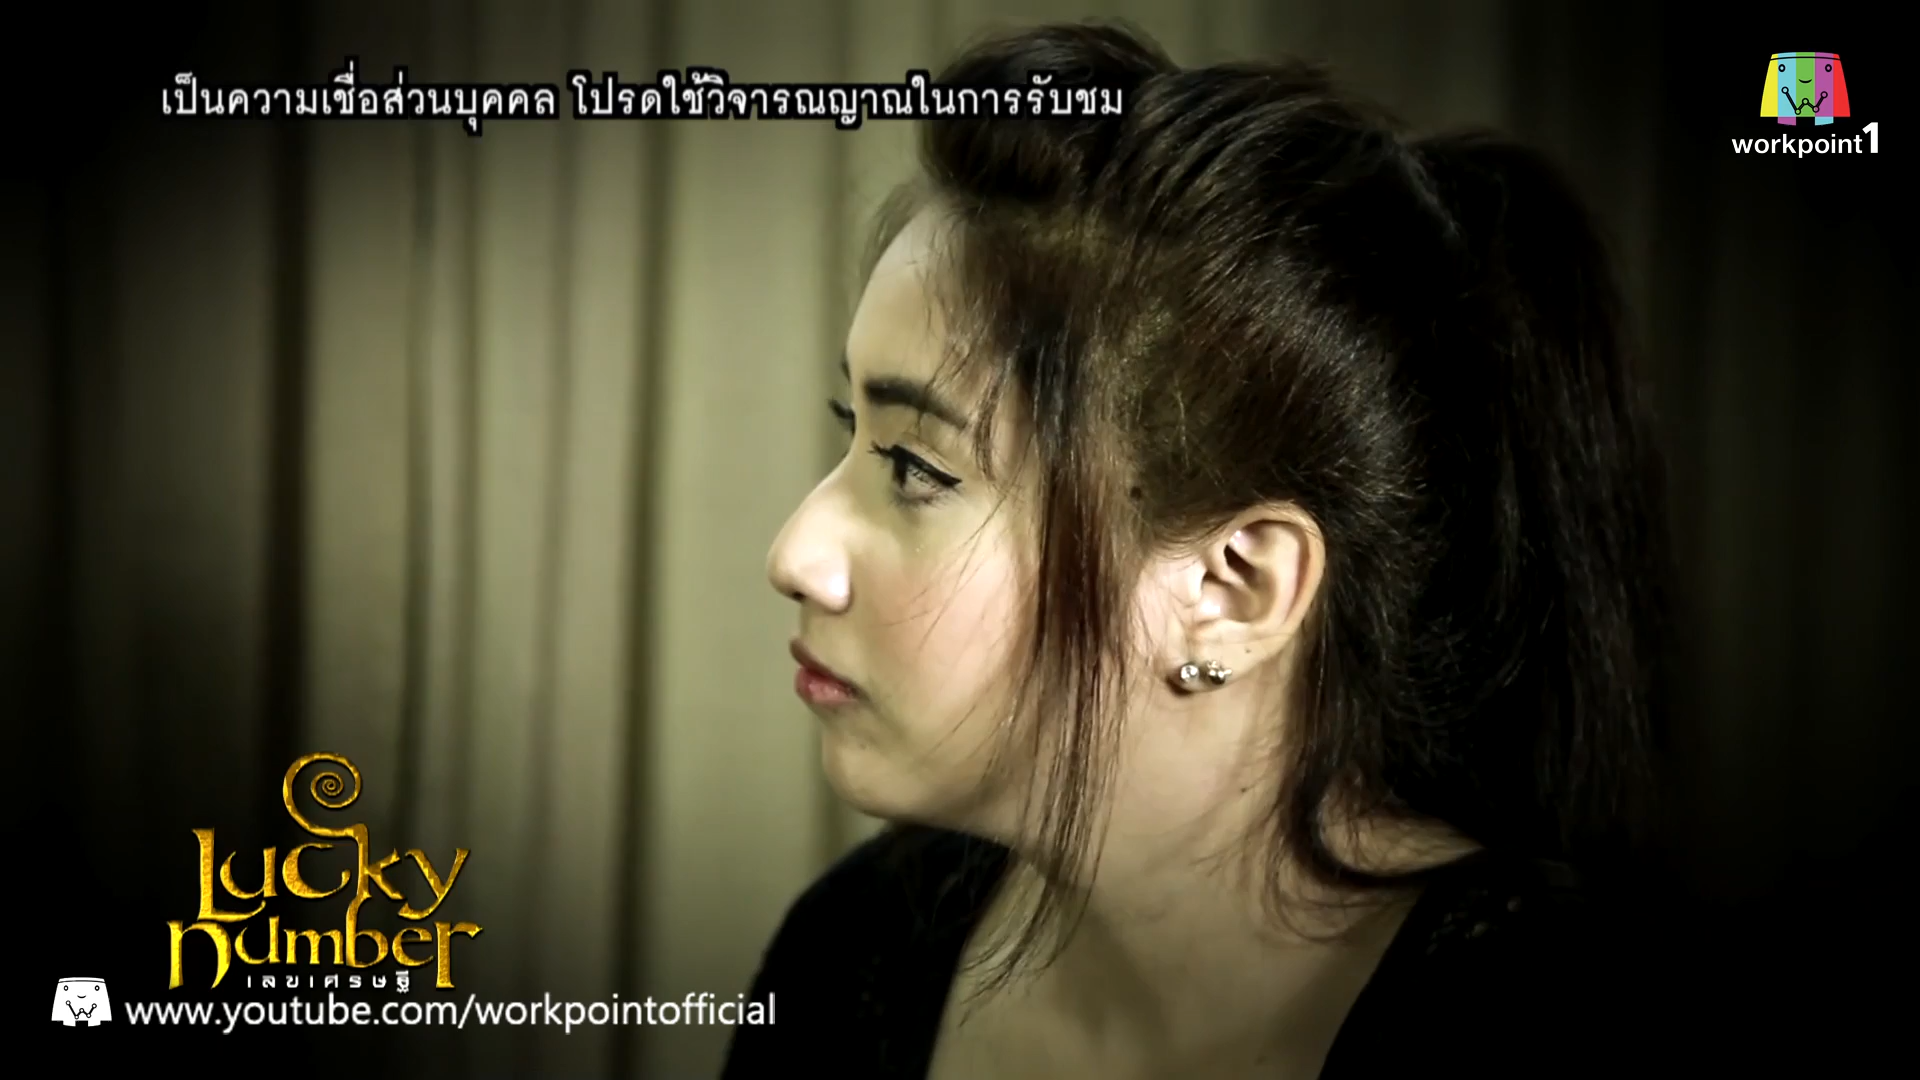 เป็นความเชื่อส่วนบุคคล โปรดใช้วิจารณญาณในการรับชม
workpoint1
Lucky
number
เลขเศรษฐี
www.youtube.com/workpointofficial